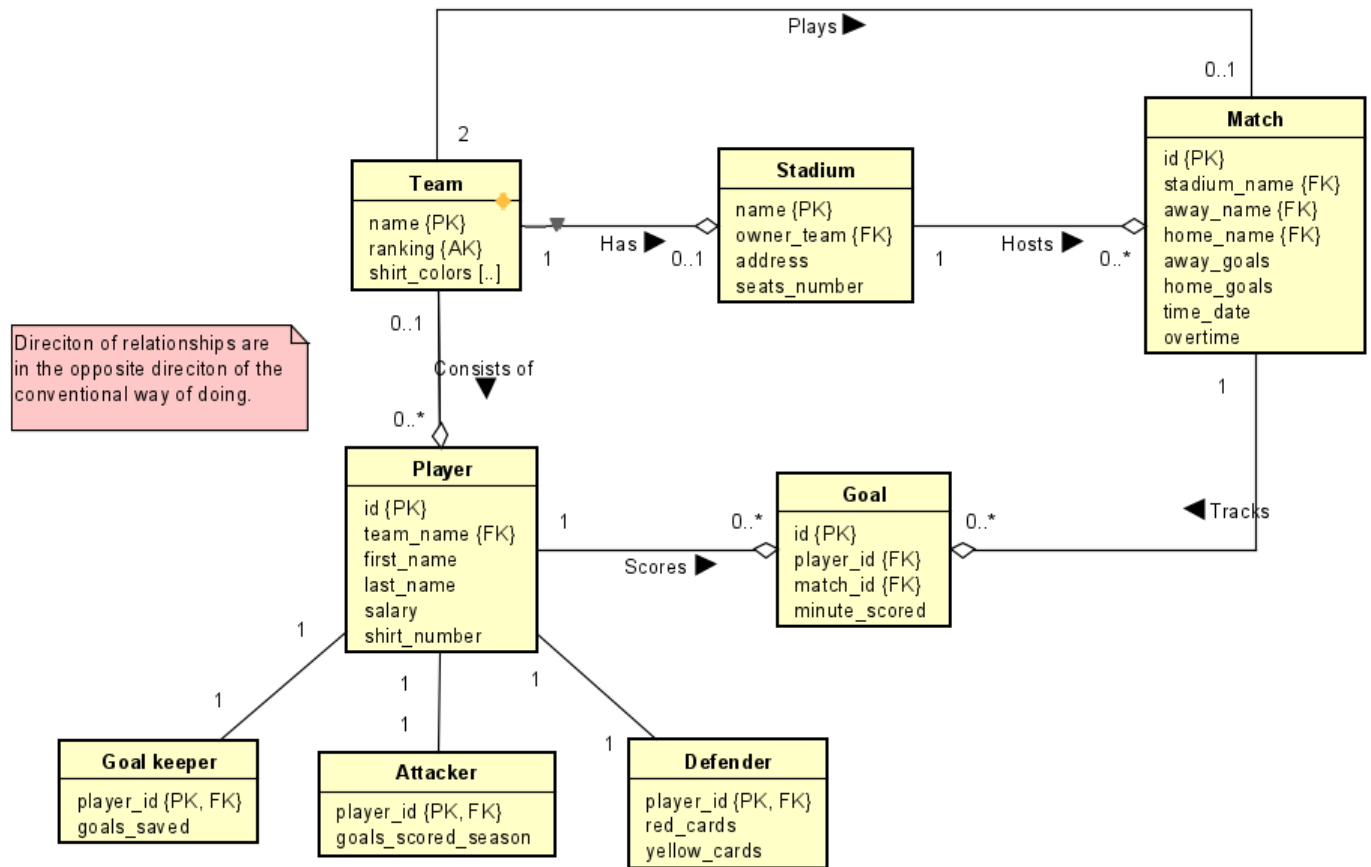 Plays ▶
0..1
2
Match
id {PK}
stadium_name {FK}
away_name {FK}
home_name {FK}
away_goals
home_goals
time_date
overtime
Team
name {PK}
ranking {AK}
shirt_colors [..]
1
Has ▶
0..1
Stadium
name {PK}
owner_team {FK}
address
seats_number
1
Hosts ▶
0..*
Direciton of relationships are
in the opposite direciton of the
conventional way of doing.
0..1
Consists of
▼
0..*
1
◀ Tracks
Player
id {PK}
team_name {FK}
first_name
last_name
salary
shirt_number
1
Scores ▶
0..*
Goal
id {PK}
player_id {FK}
match_id {FK}
minute_scored
0..*
1
1
1
1
1
1
Goal keeper
player_id {PK, FK}
goals_saved
Attacker
player_id {PK, FK}
goals_scored_season
Defender
player_id {PK, FK}
red_cards
yellow_cards